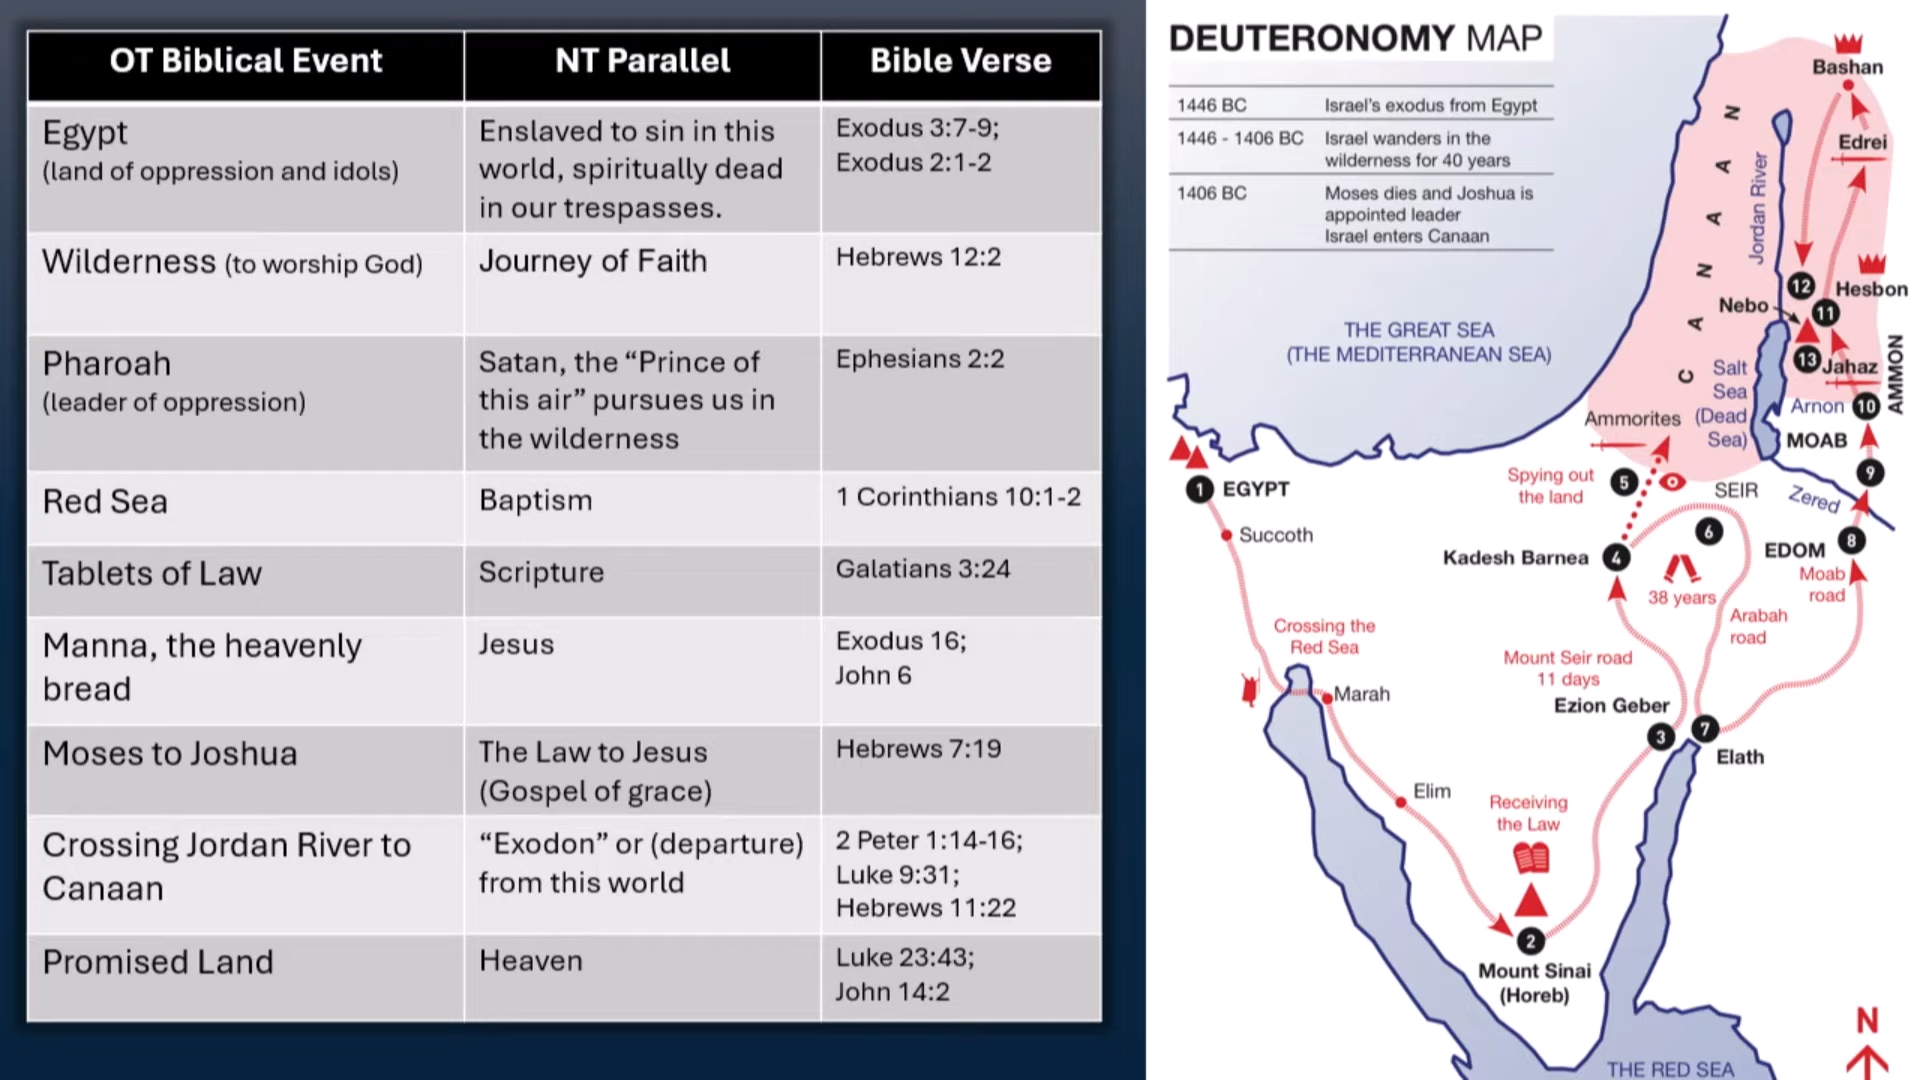 OT Biblical Event
NT Parallel
Bible Verse
Egypt
(land of oppression and idols)
Enslaved to sin in this
world, spiritually dead
in our trespasses.
Exodus 3:7-9;
Exodus 2:1-2
Wilderness (to worship God)
Journey of Faith
Hebrews 12:2
Pharoah
(leader of oppression)
Satan, the “Prince of
this air” pursues us in
the wilderness
Ephesians 2:2
Red Sea
Baptism
1 Corinthians 10:1-2
Tablets of Law
Scripture
Galatians 3:24
Manna, the heavenly
bread
Jesus
Exodus 16;
John 6
Moses to Joshua
The Law to Jesus
(Gospel of grace)
Hebrews 7:19
Crossing Jordan River to
Canaan
“Exodon” or (departure)
from this world
2 Peter 1:14-16;
Luke 9:31;
Hebrews 11:22
Promised Land
Heaven
Luke 23:43;
John 14:2
DEUTERONOMY MAP
1446 BC Israel's exodus from Egypt
1446 - 1406 BC Israel wanders in the
wilderness for 40 years
1406 BC Moses dies and Joshua is
appointed leader
Israel enters Canaan
Bashan
Edrei
CANAAN
Jordan River
12
Hesbon
Nebo
11
THE GREAT SEA
(THE MEDITERRANEAN SEA)
13
Jahaz
AMMON
Salt
Sea
(Dead
Sea)
Arnon
10
Ammorites
MOAB
9
Spying out
the land
5
SEIR
Zered
1
EGYPT
Succoth
6
8
EDOM
Kadesh Barnea
4
Moab
road
38 years
Arabah
road
Crossing the
Red Sea
Mount Seir road
11 days
Marah
Ezion Geber
3
7
Elath
Elim
Receiving
the Law
2
Mount Sinai
(Horeb)
N
THE RED SEA